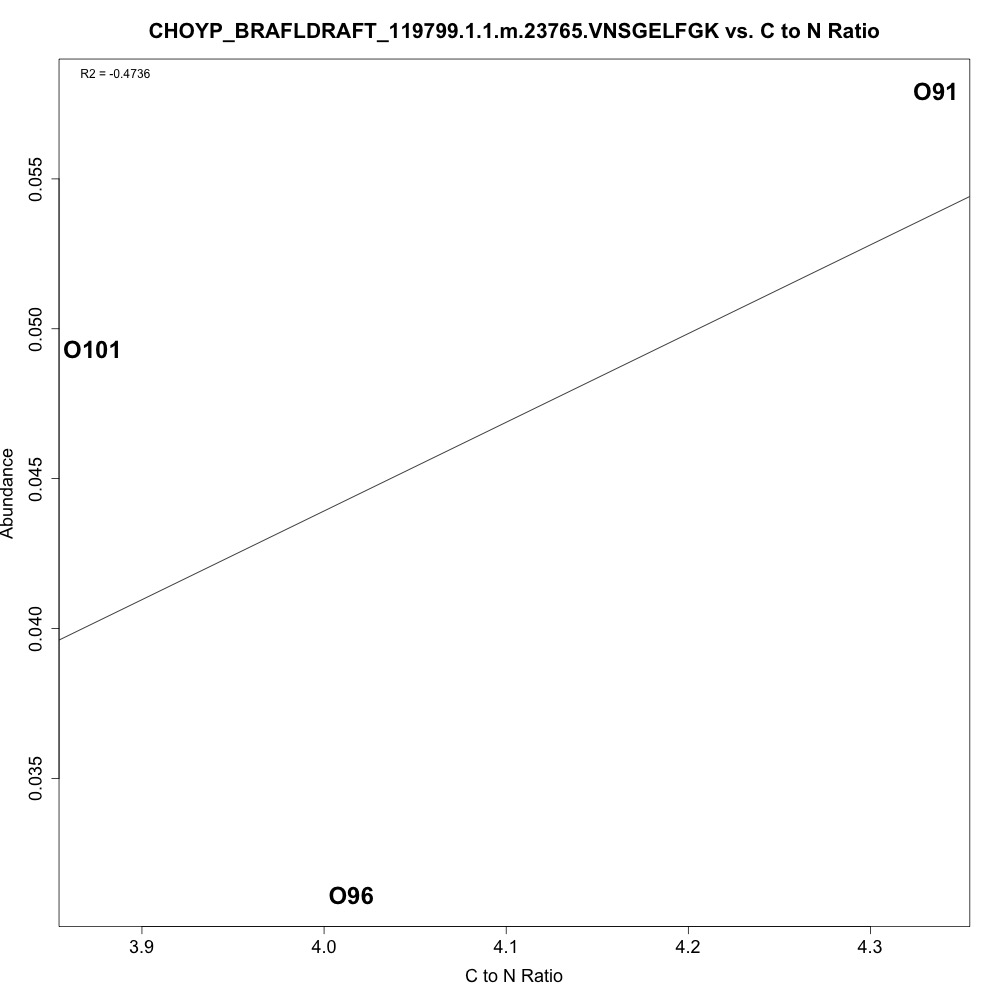 CHOYP_BRAFLDRAFT_119799.1.1.m.23765.VNSGELFGK vs. C to N Ratio
R2 = -0.4736
O91
0.055
0.050
O101
0.045
Abundance
0.040
0.035
O96
3.9 4.0 4.1 4.2 4.3
C to N Ratio